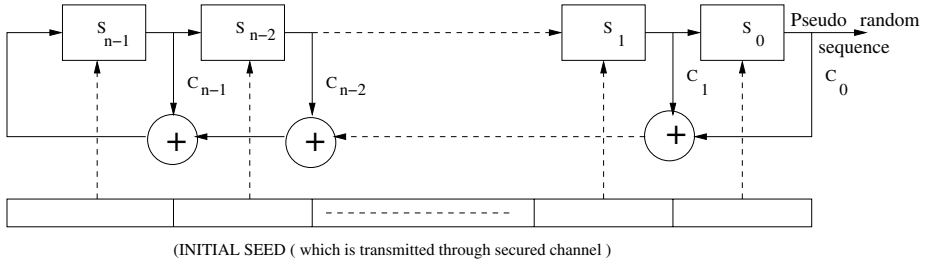 S n−1
S n−2
S 1
S 0
Pseudo random
sequence
C n−1
C n−2
C 1
C 0
+
+
+
(INITIAL SEED ( which is transmitted through secured channel )